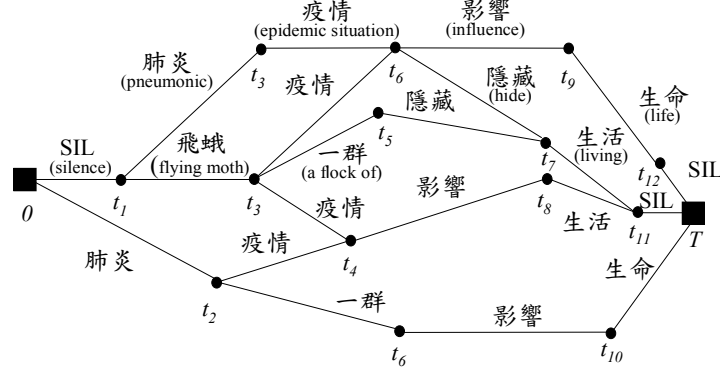 疫情
(epidemic situation)
影響
(influence)
肺炎
(pneumonic)
t3
疫情
t6
隱藏
(hide)
t9
隱藏
生命
(life)
SIL
(silence)
飛蛾
(flying moth)
t5
一群
(a flock of)
生活
(living)
t7
t12
SIL
0
t1
t3
疫情
影響
t8
SIL
生活
t11
T
肺炎
疫情
t4
生命
t2
一群
影響
t6
t10